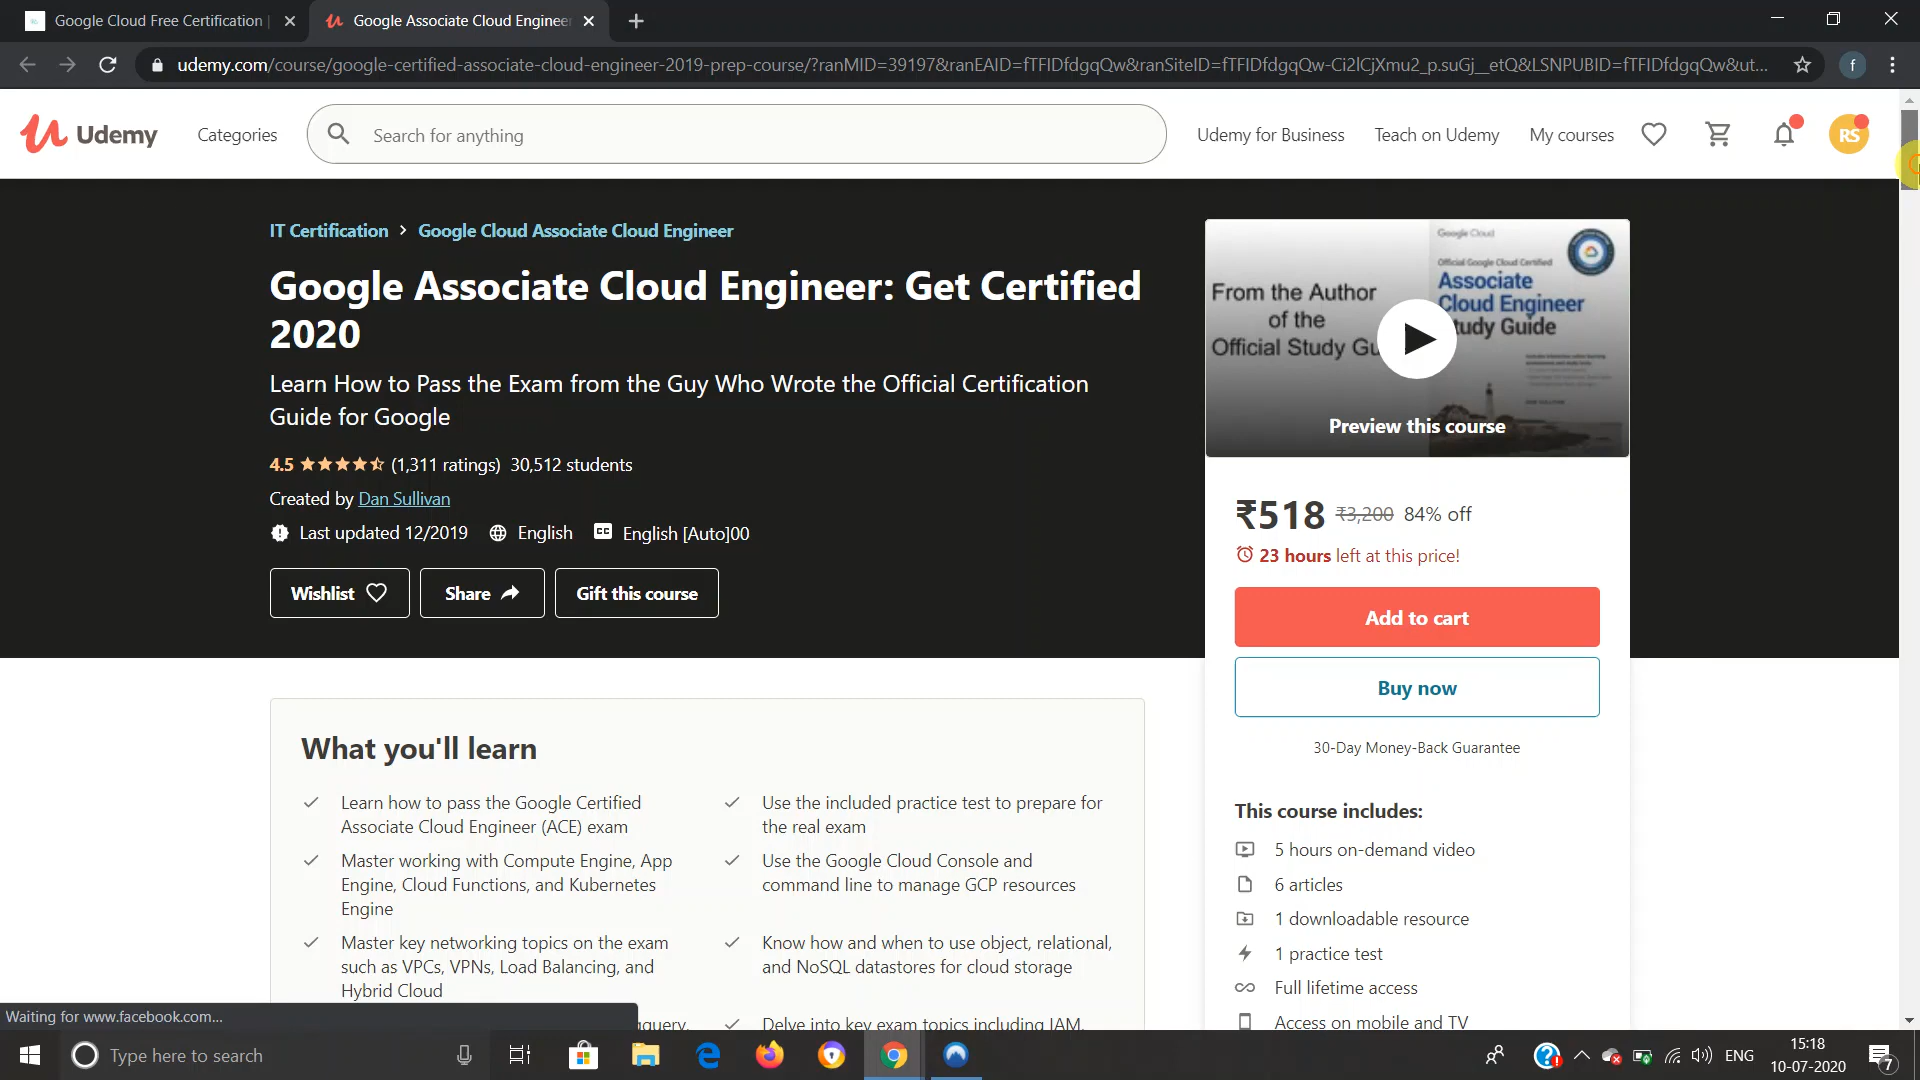 Google Cloud Free Certification |
Google Associate Cloud Engineer
udemy.com/course/google-certified-associate-cloud-engineer-2019-prep-course/?ranMID=39197&ranEAID=fTFIDfdgqQw&ranSiteID=fTFIDfdgqQw-Ci2lCjXmu2_p.suGj__etQ&LSNPUBID=fTFIDfdgqQw&ut...
f
Udemy
Categories
Search for anything
Udemy for Business
Teach on Udemy
My courses
RS
IT Certification > Google Cloud Associate Cloud Engineer
Google Associate Cloud Engineer: Get Certified
2020
Learn How to Pass the Exam from the Guy Who Wrote the Official Certification
Guide for Google
4.5 (1,311 ratings) 30,512 students
Created by Dan Sullivan
Last updated 12/2019 English CC English [Auto]00
Wishlist
Share
Gift this course
Google Cloud
Official Google Cloud Certified
Associate
Cloud Engineer
Study Guide
From the Author
of the
Official Study Gu
Preview this course
₹518 ₹3,200 84% off
23 hours left at this price!
Add to cart
Buy now
30-Day Money-Back Guarantee
This course includes:
5 hours on-demand video
6 articles
1 downloadable resource
1 practice test
Full lifetime access
Access on mobile and TV
What you'll learn
Learn how to pass the Google Certified
Associate Cloud Engineer (ACE) exam
Master working with Compute Engine, App
Engine, Cloud Functions, and Kubernetes
Engine
Master key networking topics on the exam
such as VPCs, VPNs, Load Balancing, and
Hybrid Cloud
Use the included practice test to prepare for
the real exam
Use the Google Cloud Console and
command line to manage GCP resources
Know how and when to use object, relational,
and NoSQL datastores for cloud storage
Delve into key exam topics including IAM,
Waiting for www.facebook.com...
Type here to search
ENG
15:18
10-07-2020
7